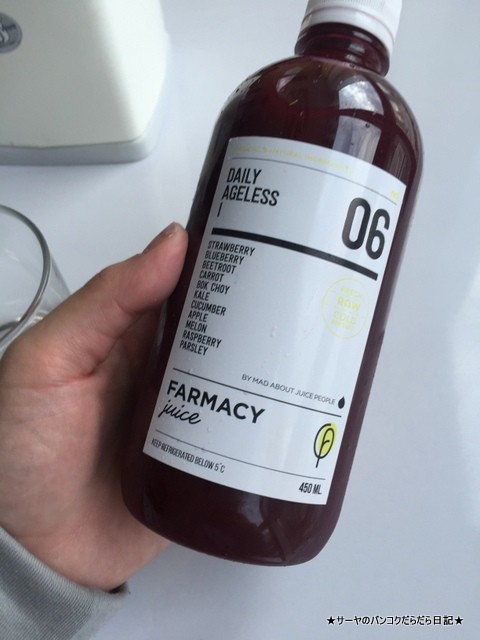 DAILY
AGELESS
I
06
STRAWBERRY
BLUEBERRY
BEETROOT
CARROT
BOK CHOY
KALE
CUCUMBER
APPLE
MELON
RASPBERRY
PARSLEY
RAW
BY MAD ABOUT JUICE PEOPLE
FARMACY
juice
KEEP REFRIGERATED BELOW 5°C
450 ML.
★サーヤのバンコクだらだら日記★